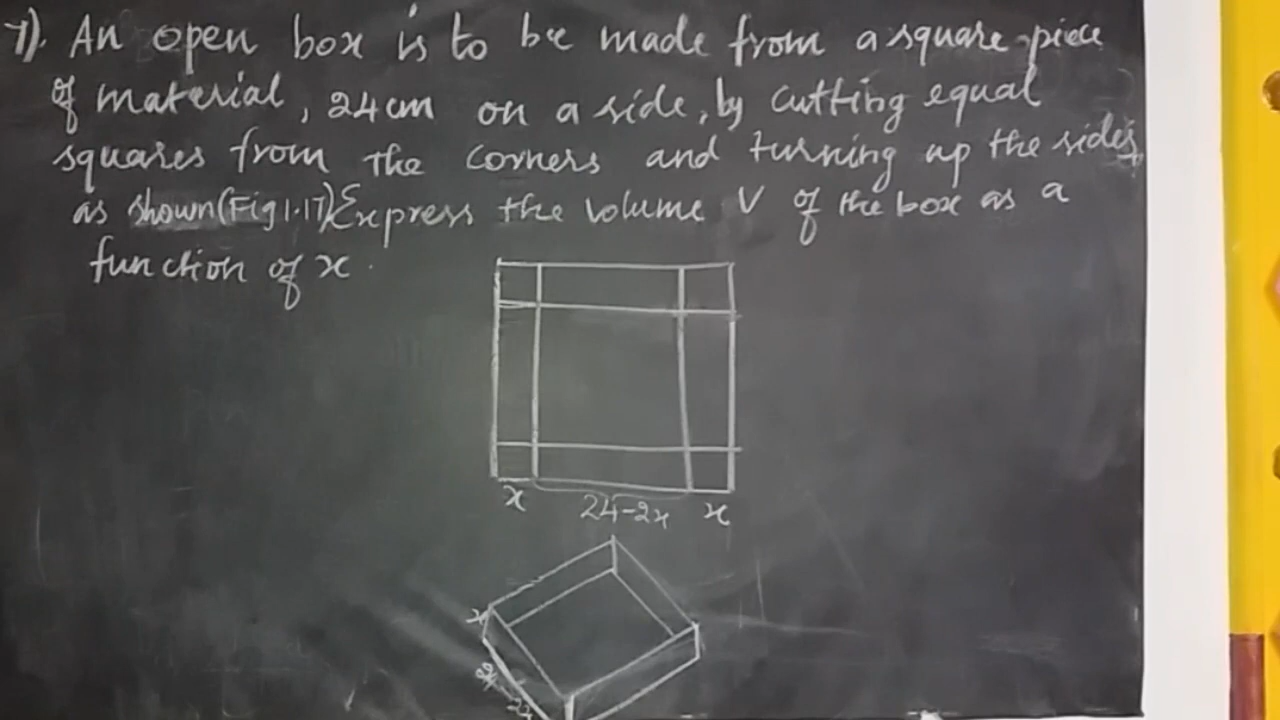 7). An open box is to be made from a square piece
of material, 24cm on a side, by cutting equal
squares from the corners and turning up the sides,
as shown (Fig 1.17) Express the volume V of the box as a
function of x.
x 24-2x x
x
24-2x